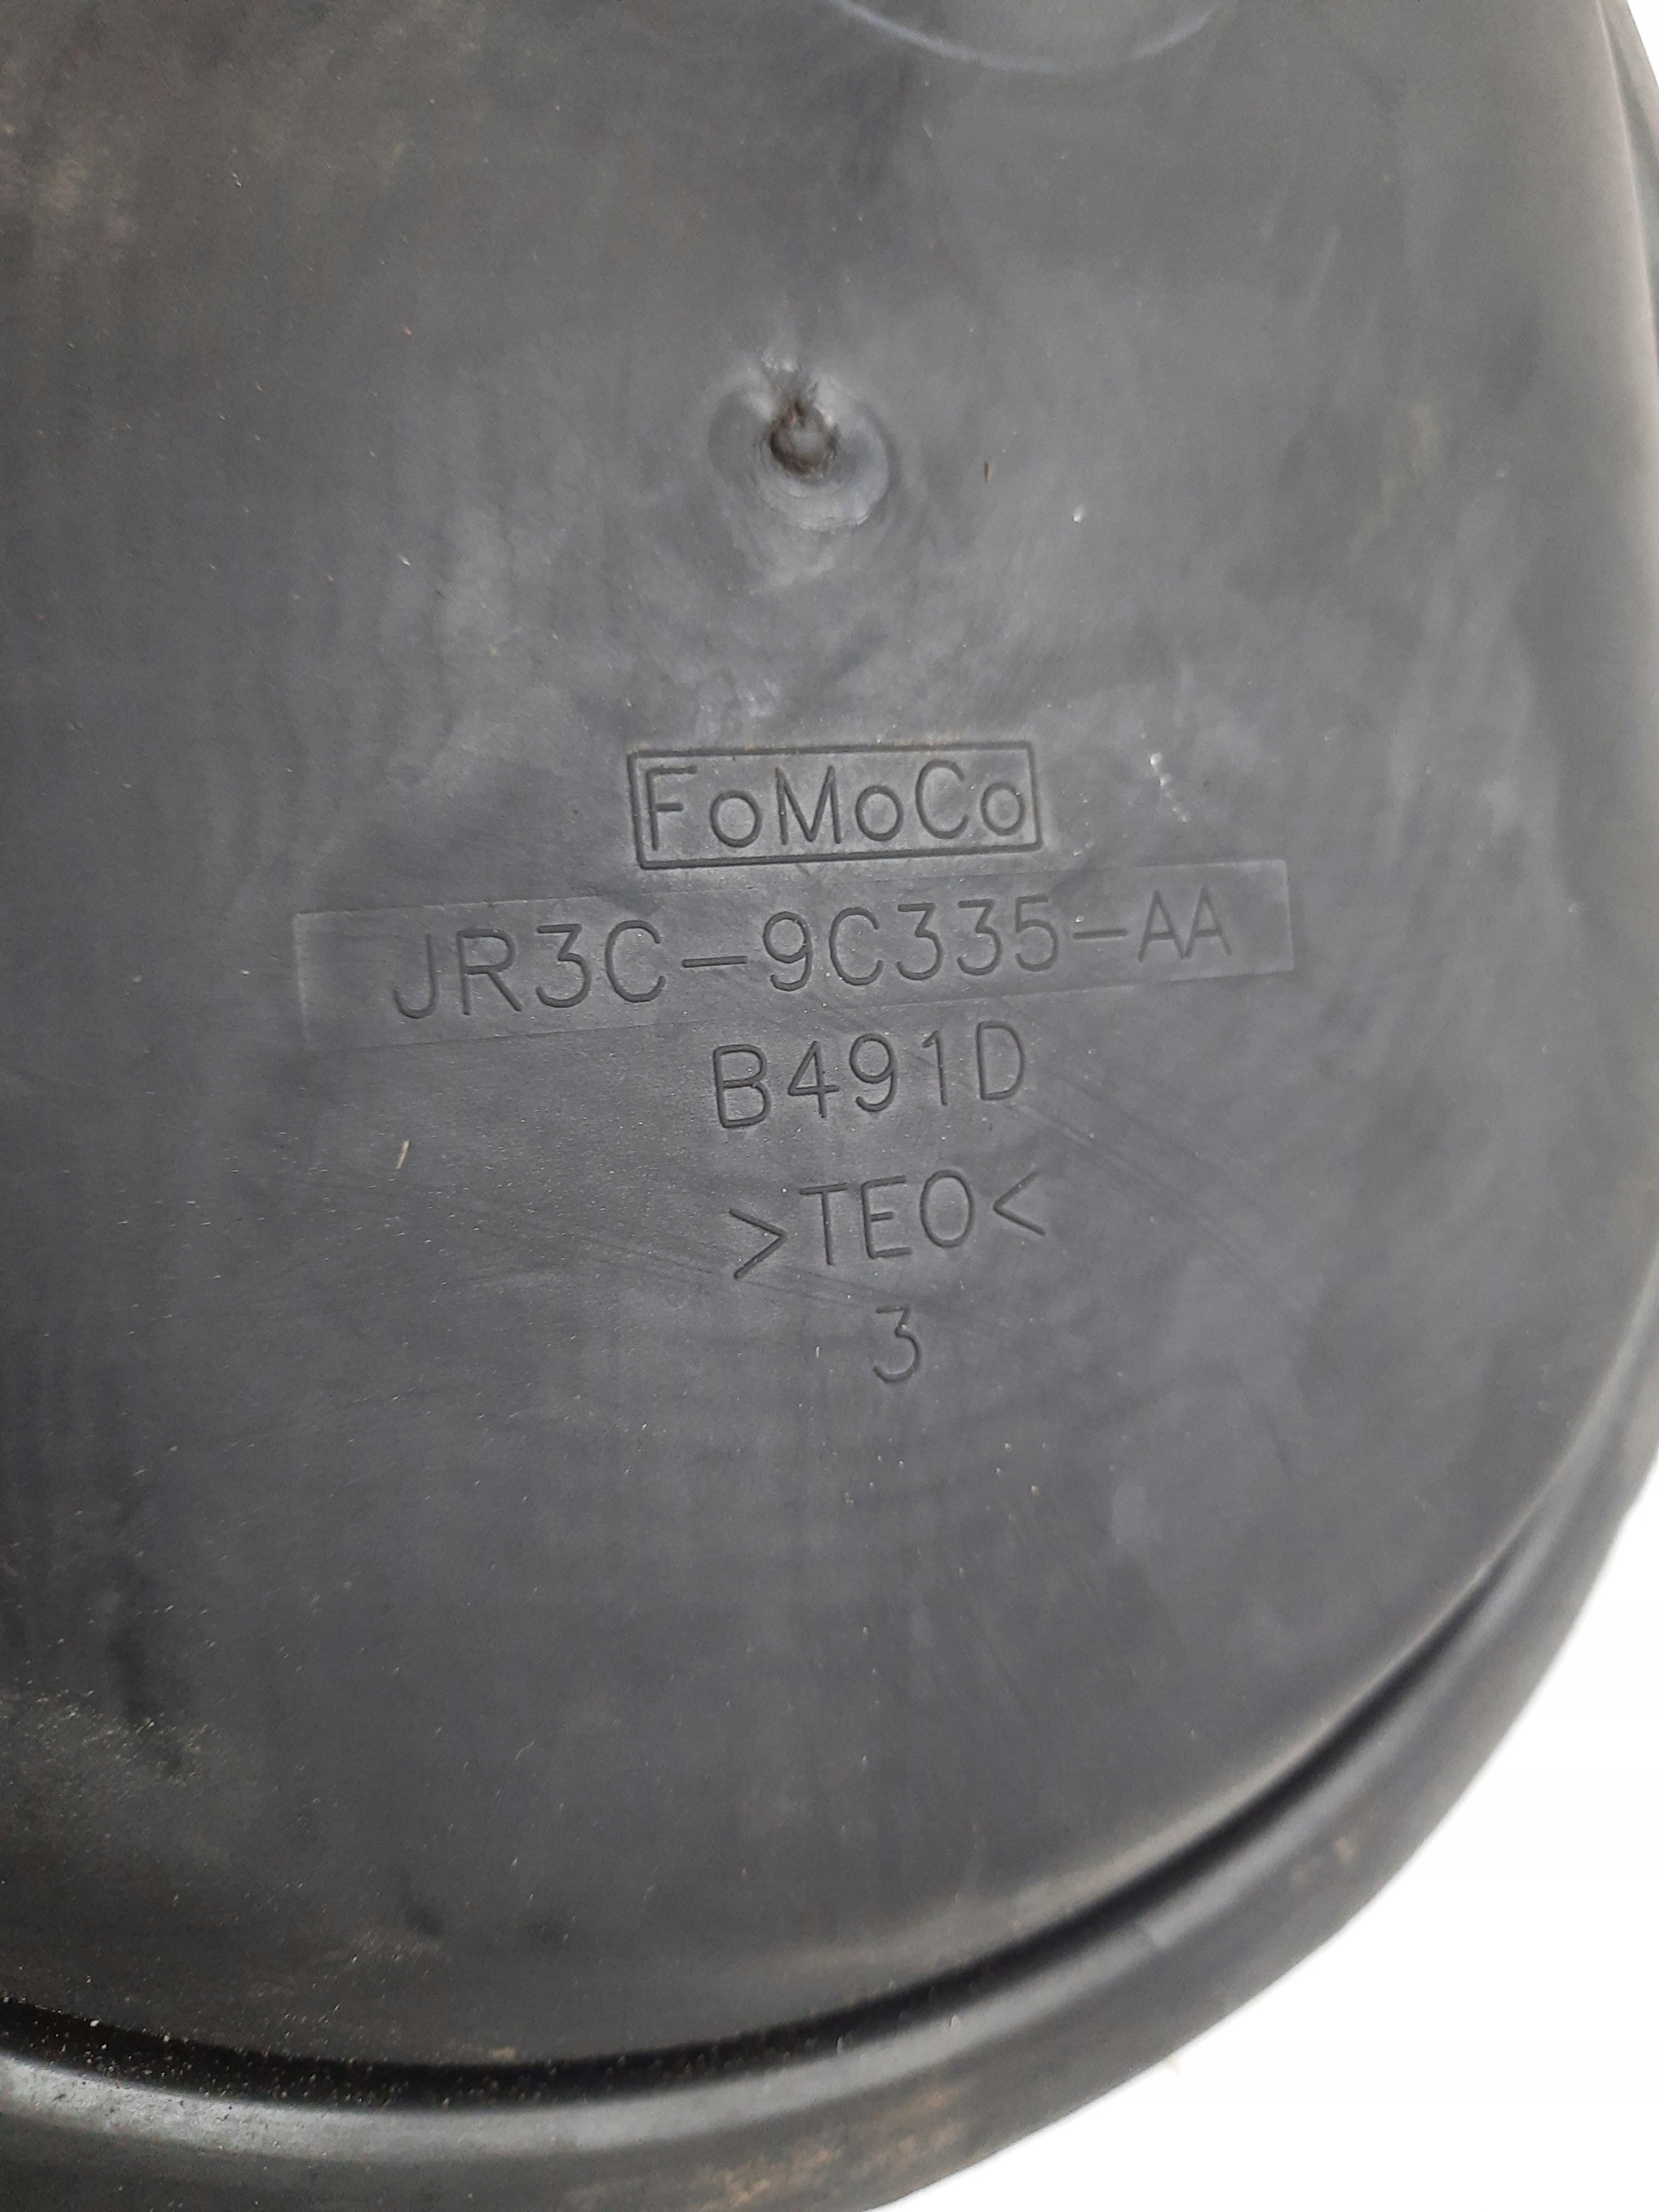 FoMoCo
JR3C-9C335-AA
B491D
>TEO<
3